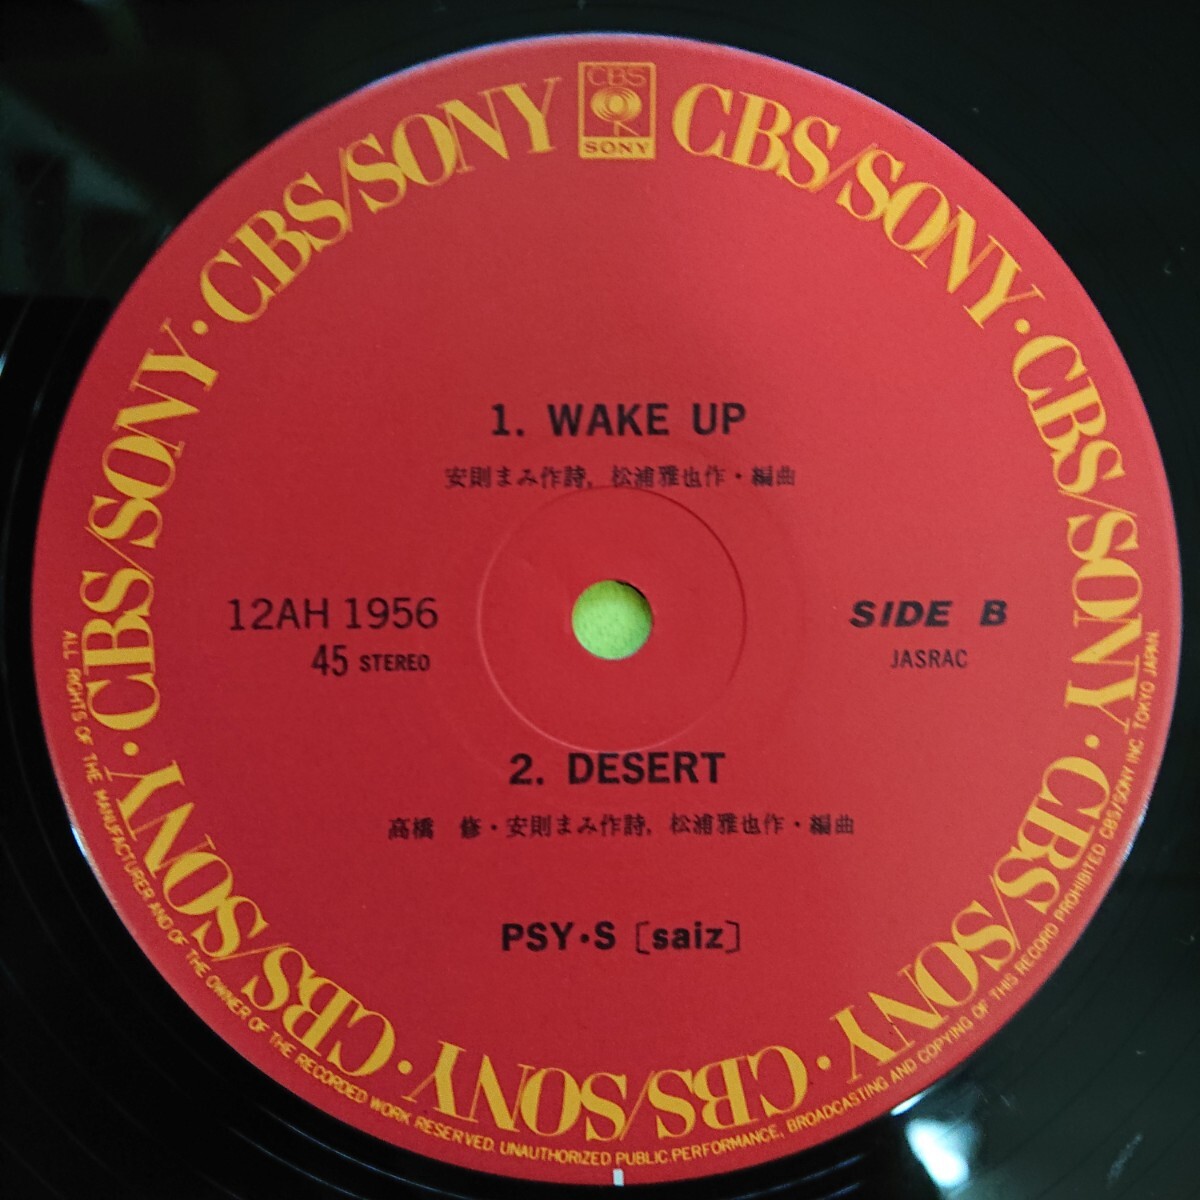 CBS
SONY
CBS/SONY · CBS/SONY · CBS/SONY · CBS/SONY · CBS/SONY · CBS/SONY · CBS/SONY · CBS/SONY · CBS/SONY
1. WAKE UP
安則まみ作詩, 松浦雅也作・編曲
12AH 1956
45 STEREO
SIDE B
JASRAC
2. DESERT
高橋 修・安則まみ作詩, 松浦雅也作・編曲
PSY・S [saiz]
ALL RIGHTS OF THE MANUFACTURER AND OF THE OWNER OF THE RECORDED WORK RESERVED. UNAUTHORIZED PUBLIC PERFORMANCE, BROADCASTING AND COPYING OF THIS RECORD PROHIBITED CBS/SONY INC. TOKYO JAPAN.